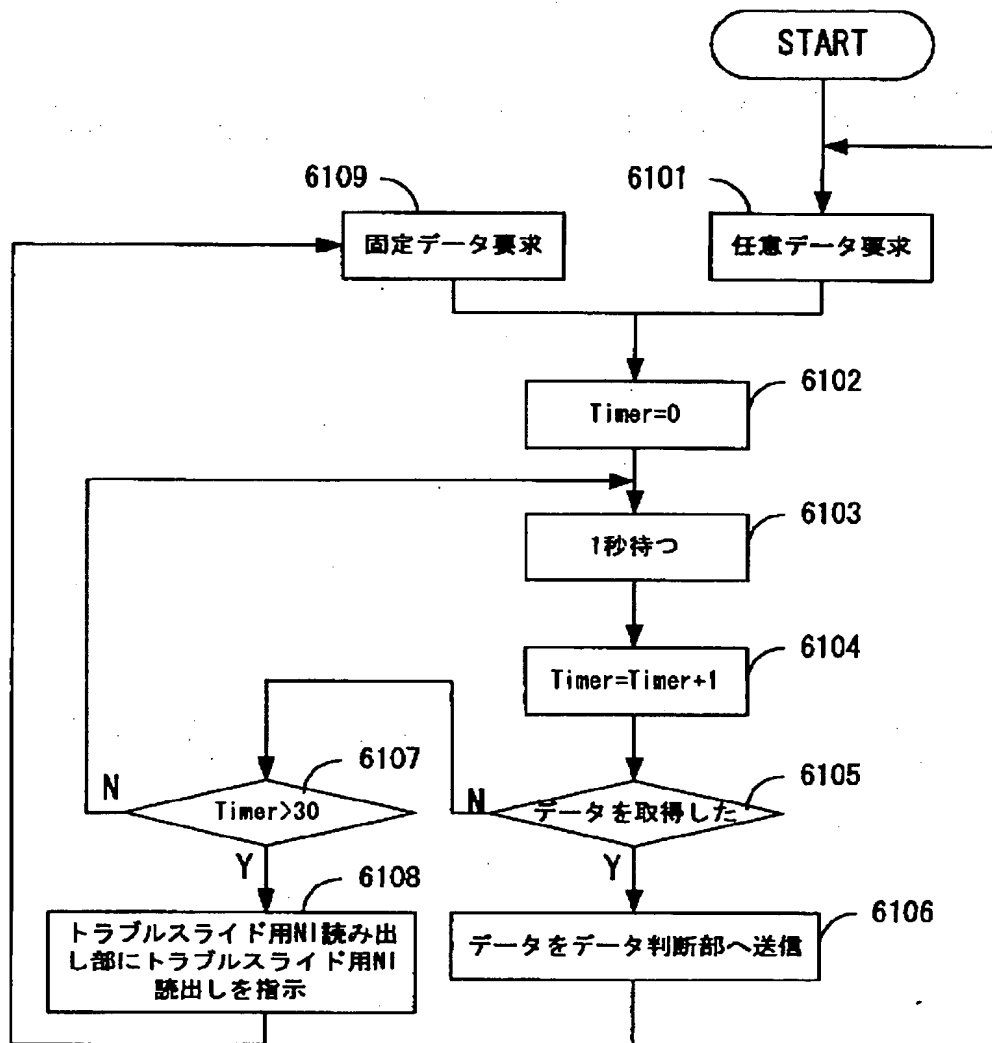 START
6109
6101
固定データ要求
任意データ要求
6102
Timer=0
6103
1秒待つ
6104
Timer=Timer+1
6107
6105
N
Timer>30
N
データを取得した
Y
6108
Y
6106
トラブルスライド用NI読み出
し部にトラブルスライド用NI
読出しを指示
データをデータ判断部へ送信